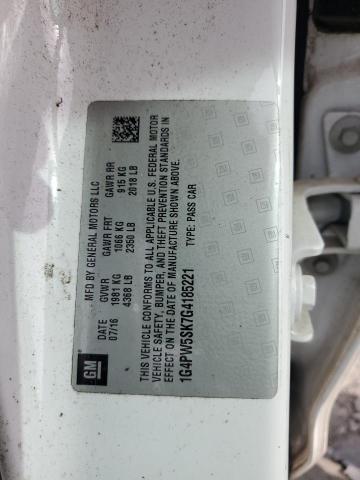 MFD BY GENERAL MOTORS LLC
DATE GVWR GAWR FRT GAWR RR
07/16 1981 KG 1066 KG 915 KG
4368 LB 2350 LB 2018 LB
THIS VEHICLE CONFORMS TO ALL APPLICABLE U.S. FEDERAL MOTOR
VEHICLE SAFETY, BUMPER, AND THEFT PREVENTION STANDARDS IN
EFFECT ON THE DATE OF MANUFACTURE SHOWN ABOVE.
TYPE: PASS CAR
1G4PW5SK7G4185221
GM